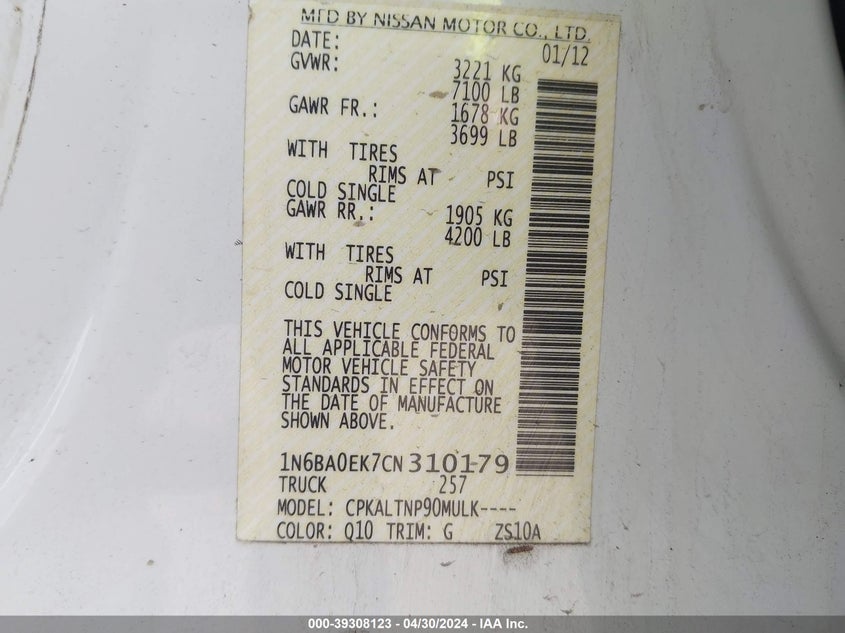 MFD BY NISSAN MOTOR CO., LTD.
DATE: 01/12
GVWR: 3221 KG
7100 LB
GAWR FR.: 1678 KG
3699 LB
WITH TIRES
RIMS AT PSI
COLD SINGLE
GAWR RR.: 1905 KG
4200 LB
WITH TIRES
RIMS AT PSI
COLD SINGLE
THIS VEHICLE CONFORMS TO
ALL APPLICABLE FEDERAL
MOTOR VEHICLE SAFETY
STANDARDS IN EFFECT ON
THE DATE OF MANUFACTURE
SHOWN ABOVE.
1N6BA0EK7CN310179
TRUCK 257
MODEL: CPKALTNP90MULK----
COLOR: Q10 TRIM: G ZS10A
000-39308123 - 04/30/2024 - IAA Inc.